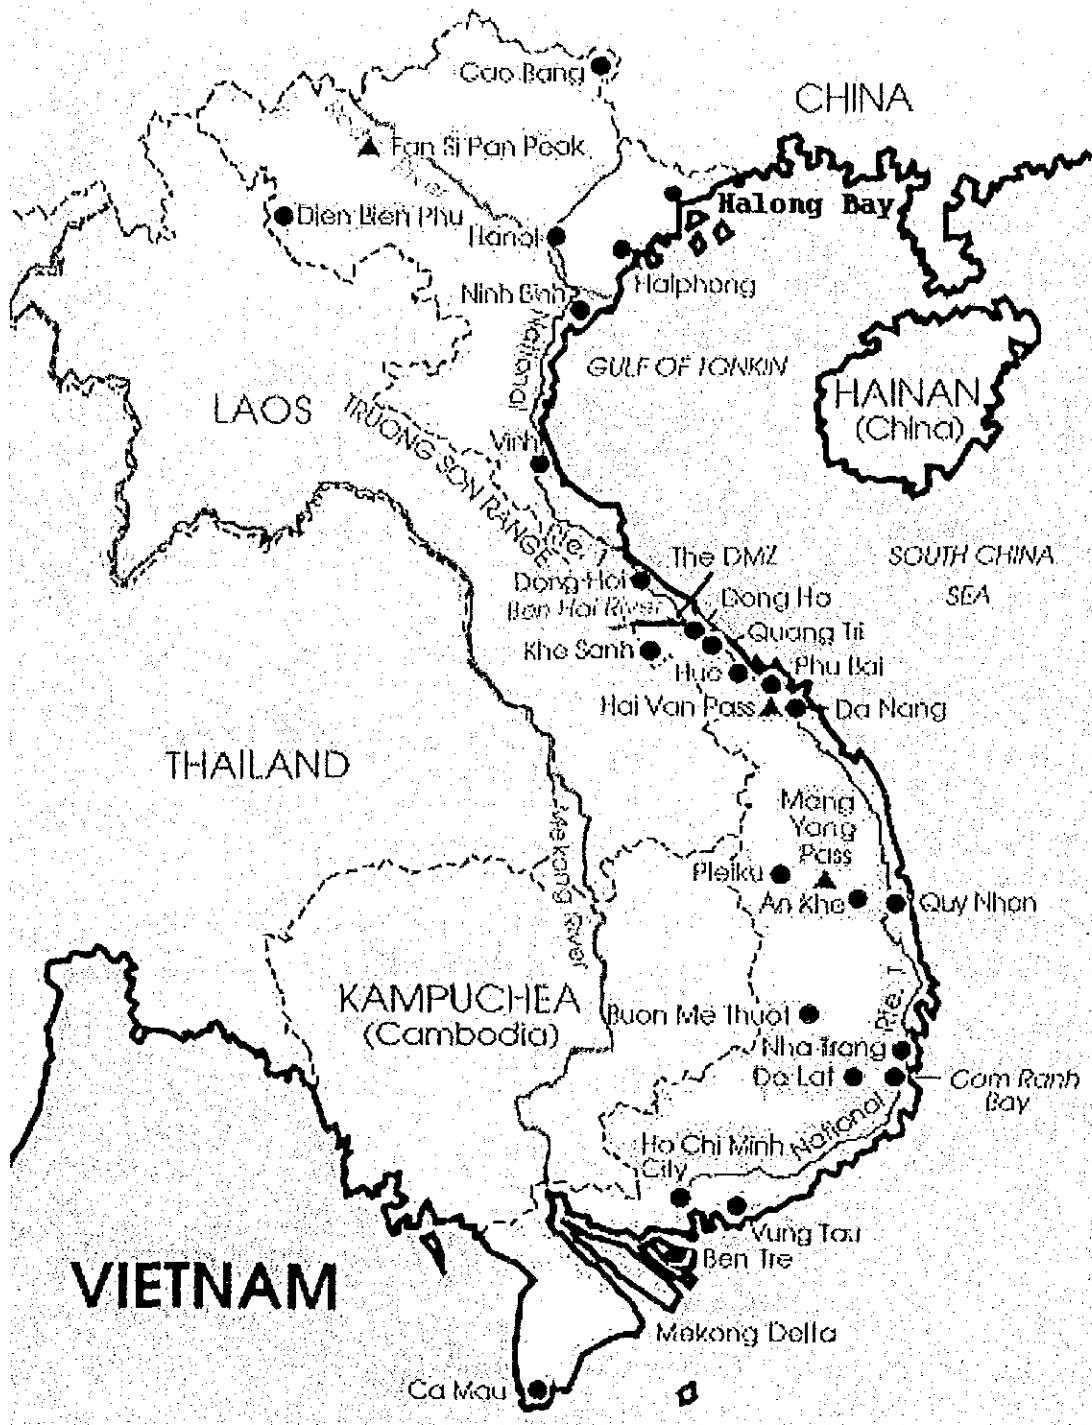 Cao Bang
CHINA
Fan Si Pan Peak
River
Halong Bay
Dien Bien Phu
Hanoi
Haiphong
Ninh Binh
National
GULF OF TONKIN
HAINAN
(China)
LAOS
TRUONG SON RANGE
Vinh
Rte. 1
The DMZ
SOUTH CHINA
SEA
Dong Hoi
Ben Hai River
Dong Ha
Quang Tri
Khe Sanh
Phu Bai
Hue
Hai Van Pass
Da Nang
THAILAND
Mang
Yang
Pass
Mekong River
Pleiku
An Khe
Quy Nhon
KAMPUCHEA
(Cambodia)
Buon Me Thuot
Rte. 1
Nha Trang
Da Lat
Cam Ranh
Bay
National
Ho Chi Minh
City
Vung Tau
Ben Tre
VIETNAM
Mekong Delta
Ca Mau